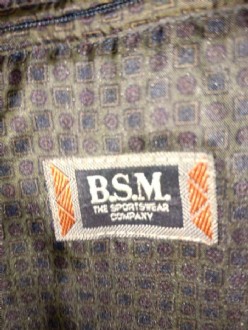 B.S.M.
THE SPORTSWEAR
COMPANY